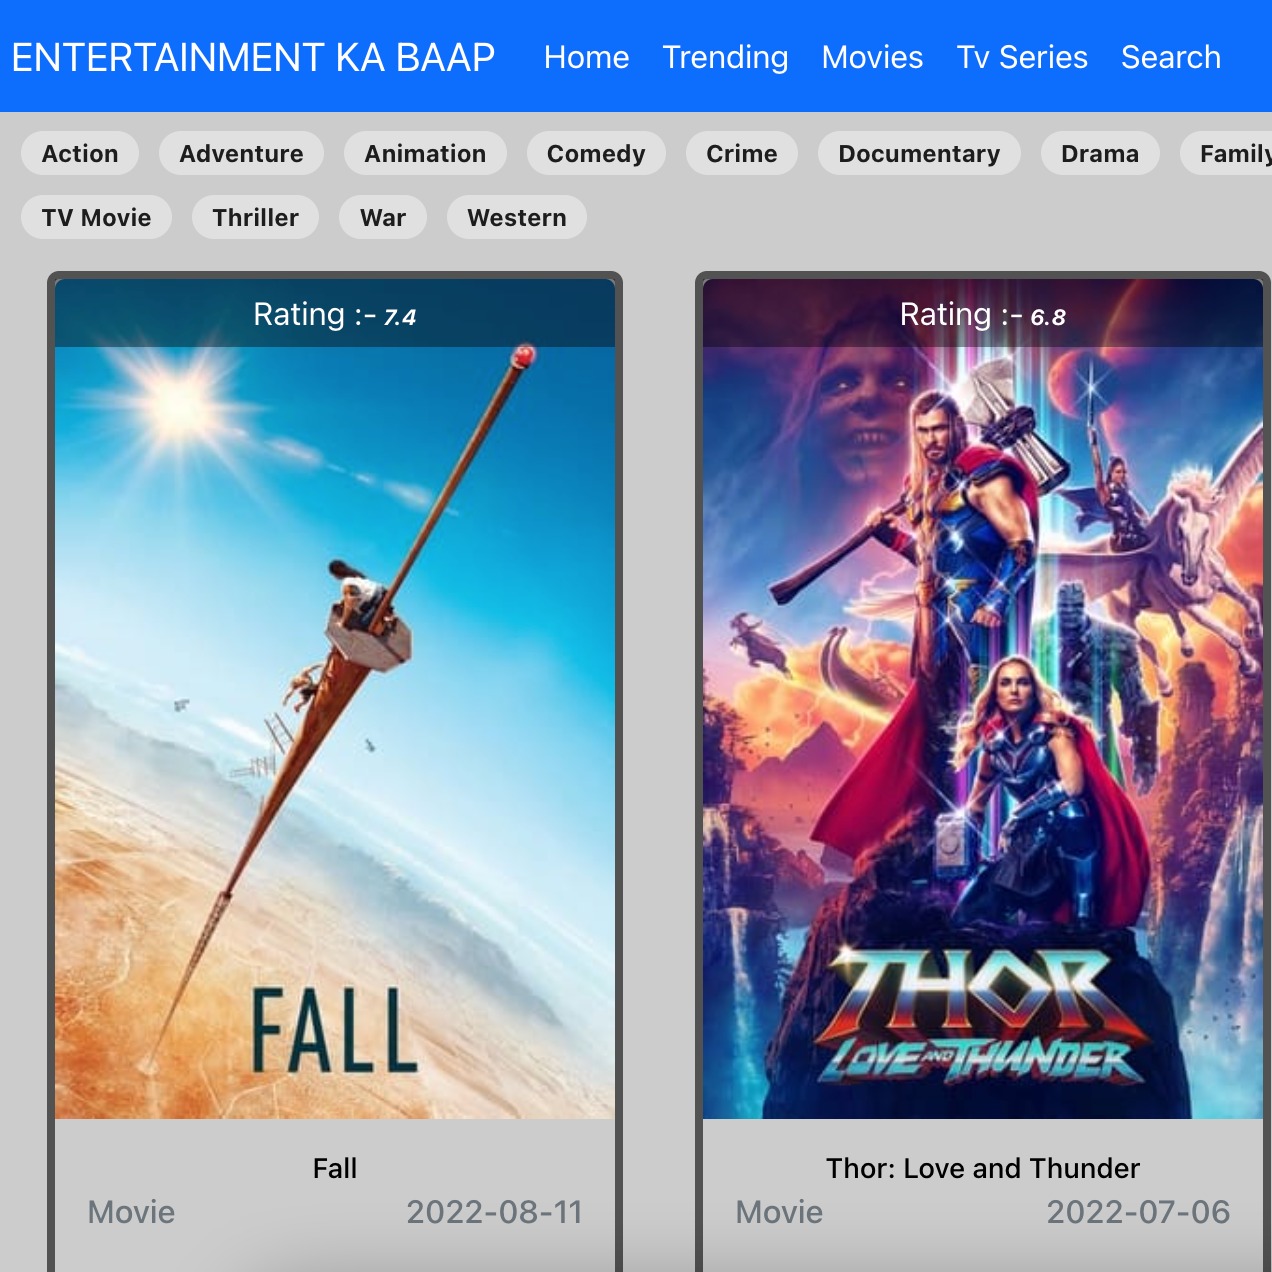 ENTERTAINMENT KA BAAP Home Trending Movies Tv Series Search
Action Adventure Animation Comedy Crime Documentary Drama Family
TV Movie Thriller War Western
Rating :- 7.4
FALL
Fall
Movie 2022-08-11
Rating :- 6.8
THOR
LOVE AND THUNDER
Thor: Love and Thunder
Movie 2022-07-06